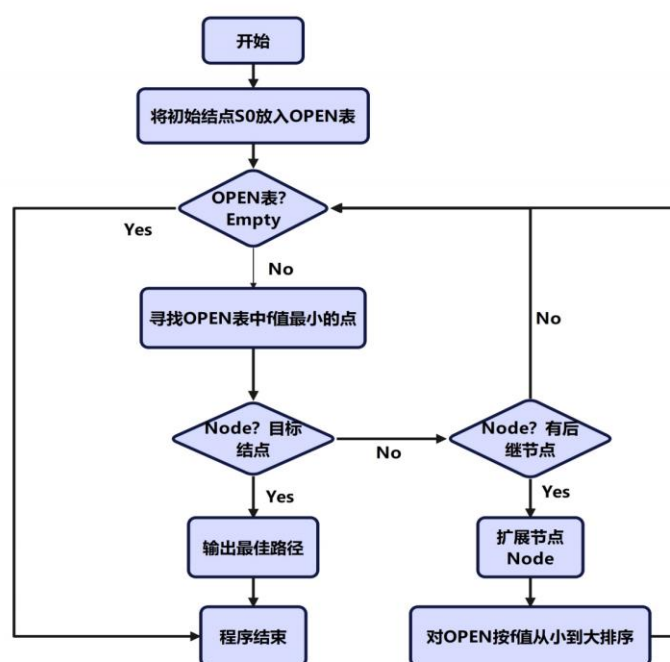 开始
将初始结点S0放入OPEN表
OPEN表?
Empty
Yes
No
寻找OPEN表中f值最小的点
No
Node? 目标
结点
No
Node? 有后
继节点
Yes
Yes
输出最佳路径
扩展节点
Node
程序结束
对OPEN按f值从小到大排序